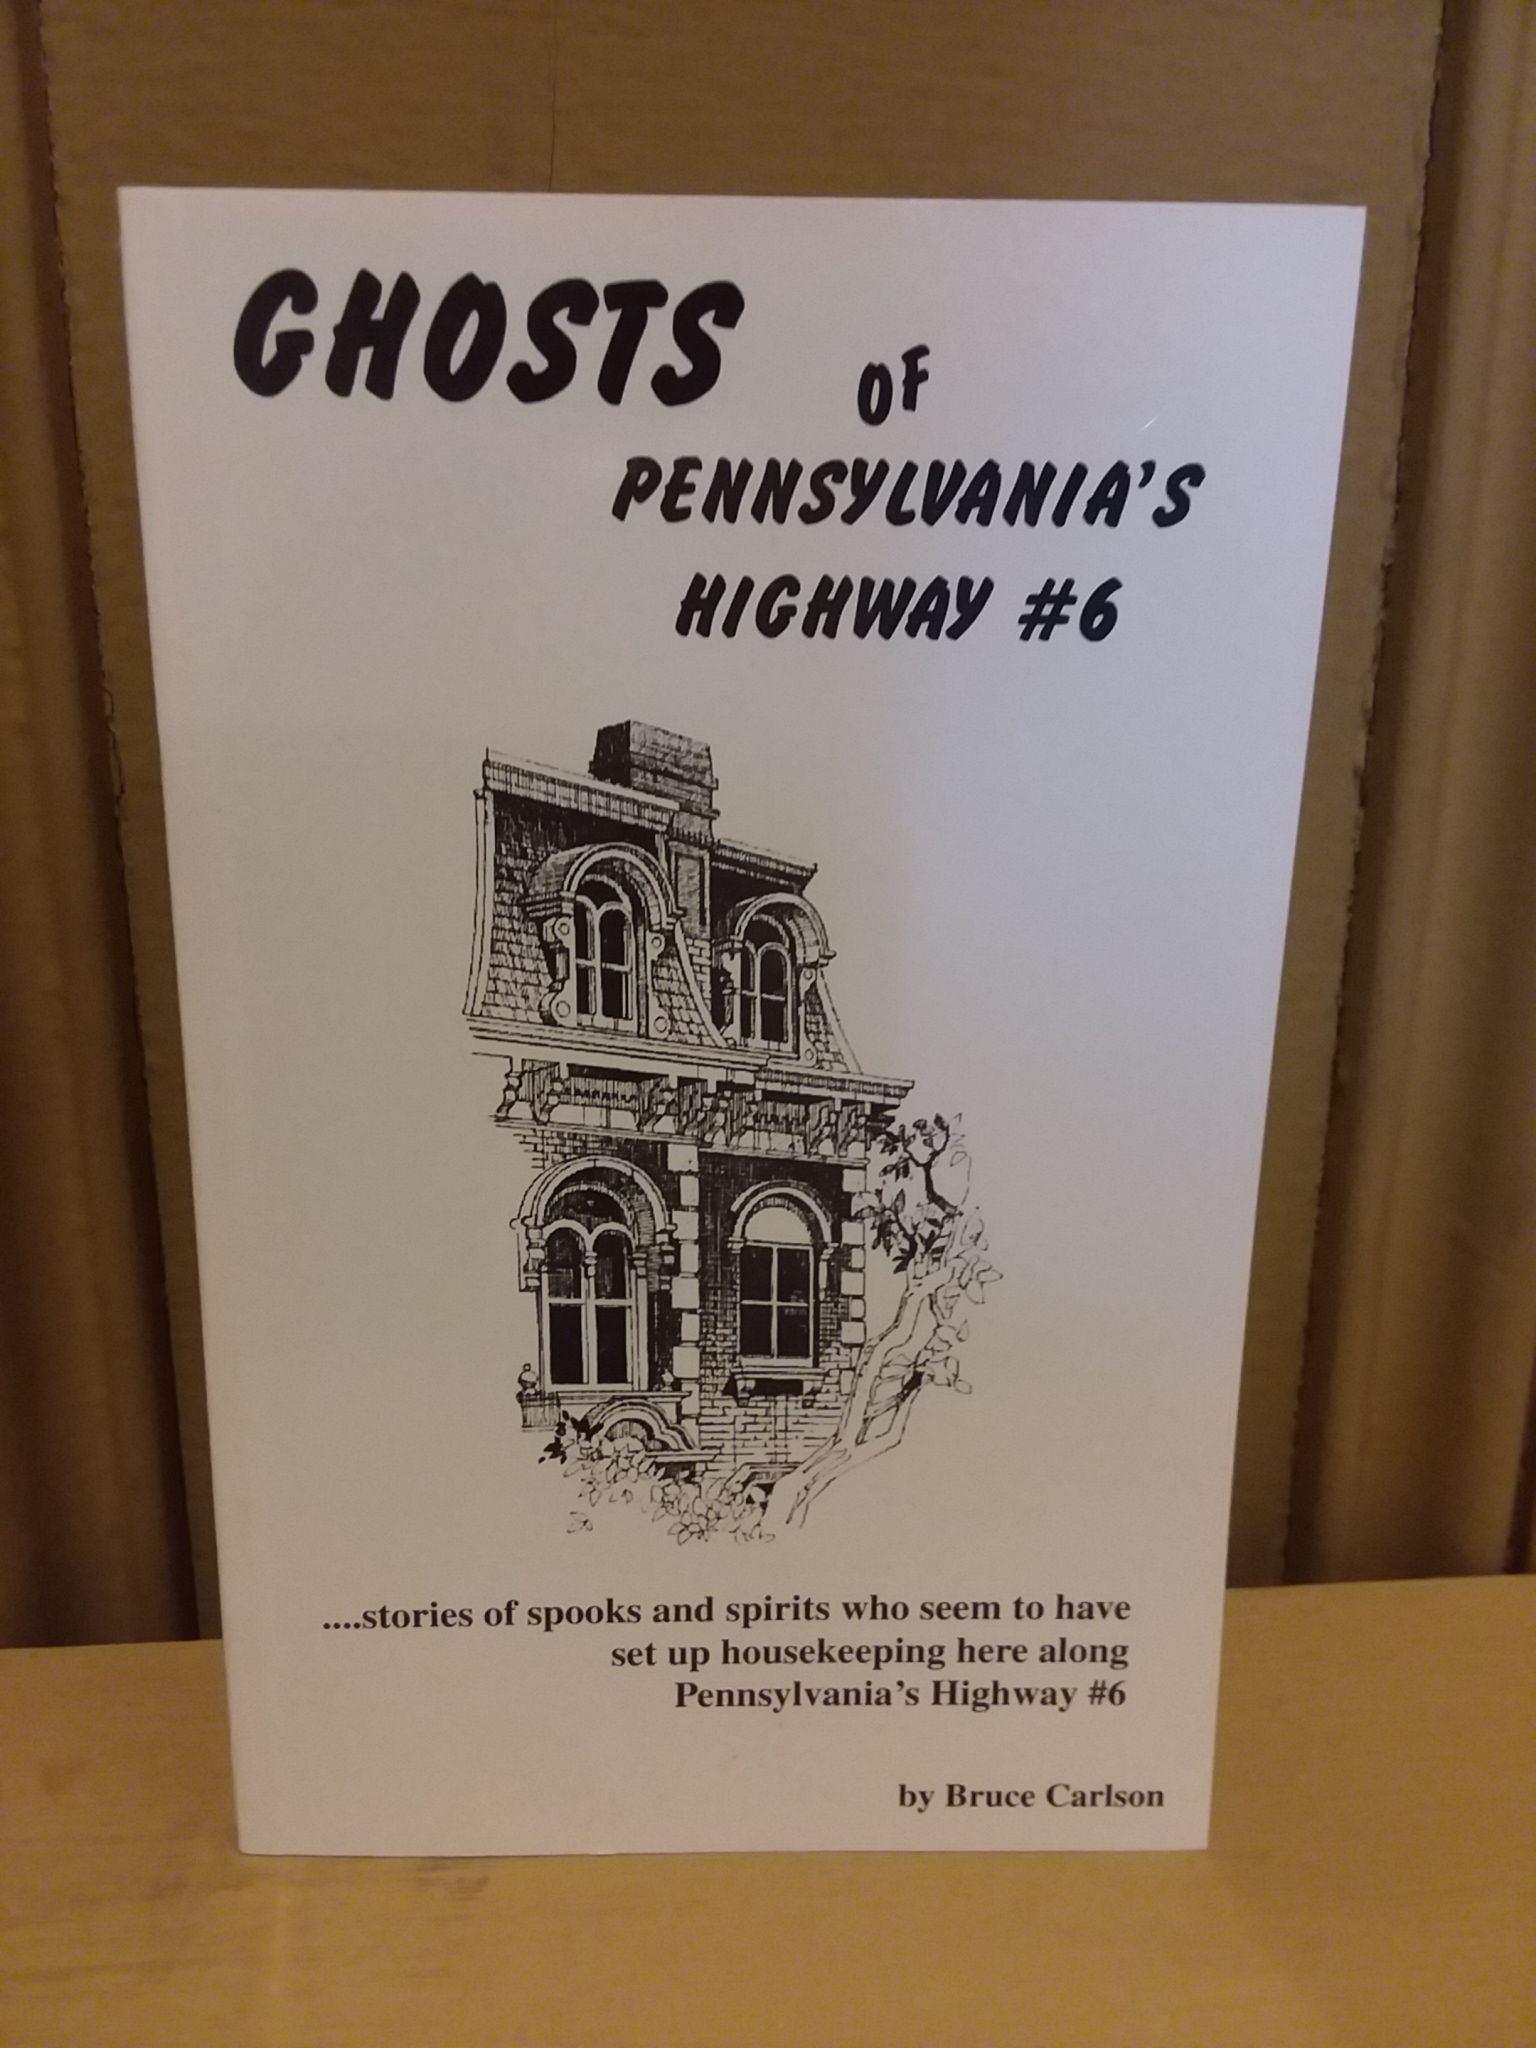 GHOSTS
OF
PENNSYLVANIA'S
HIGHWAY #6
....stories of spooks and spirits who seem to have
set up housekeeping here along
Pennsylvania's Highway #6
by Bruce Carlson